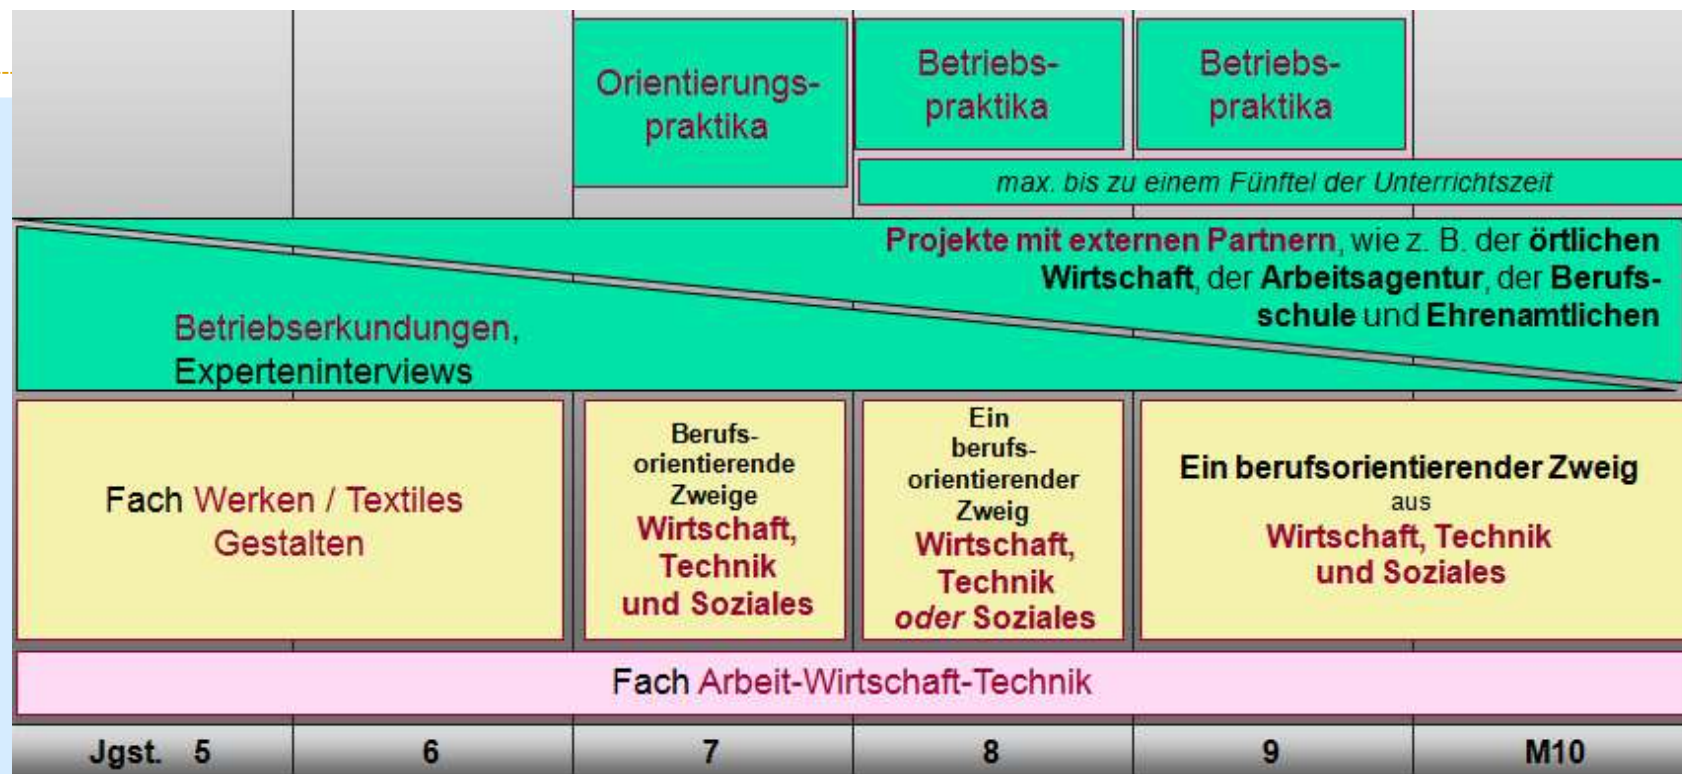 Orientierungs-
praktika
Betriebs-
praktika
Betriebs-
praktika
max. bis zu einem Fünftel der Unterrichtszeit
Projekte mit externen Partnern, wie z. B. der örtlichen
Wirtschaft, der Arbeitsagentur, der Berufs-
schule und Ehrenamtlichen
Betriebserkundungen,
Experteninterviews
Fach Werken / Textiles
Gestalten
Berufs-
orientierende
Zweige
Wirtschaft,
Technik
und Soziales
Ein
berufs-
orientierender
Zweig
Wirtschaft,
Technik
oder Soziales
Ein berufsorientierender Zweig
aus
Wirtschaft, Technik
und Soziales
Fach Arbeit-Wirtschaft-Technik
Jgst. 5 6 7 8 9 M10